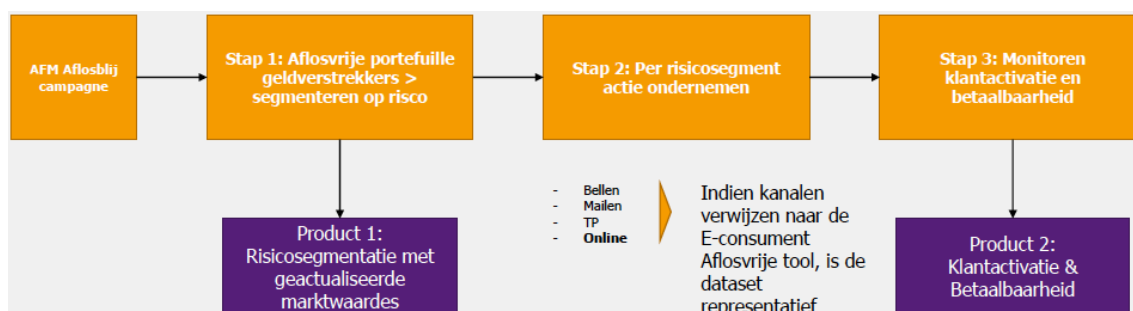 AFM Aflosblij
campagne
Stap 1: Aflosvrije portefuille
geldverstrekkers >
segmenteren op risco
Stap 2: Per risicosegment
actie ondernemen
Stap 3: Monitoren
klantactivatie en
betaalbaarheid
Product 1:
Risicosegmentatie met
geactualiseerde
marktwaardes
- Bellen
- Mailen
- TP
- Online
Indien kanalen
verwijzen naar de
E-consument
Aflosvrije tool, is de
dataset
representatief
Product 2:
Klantactivatie &
Betaalbaarheid